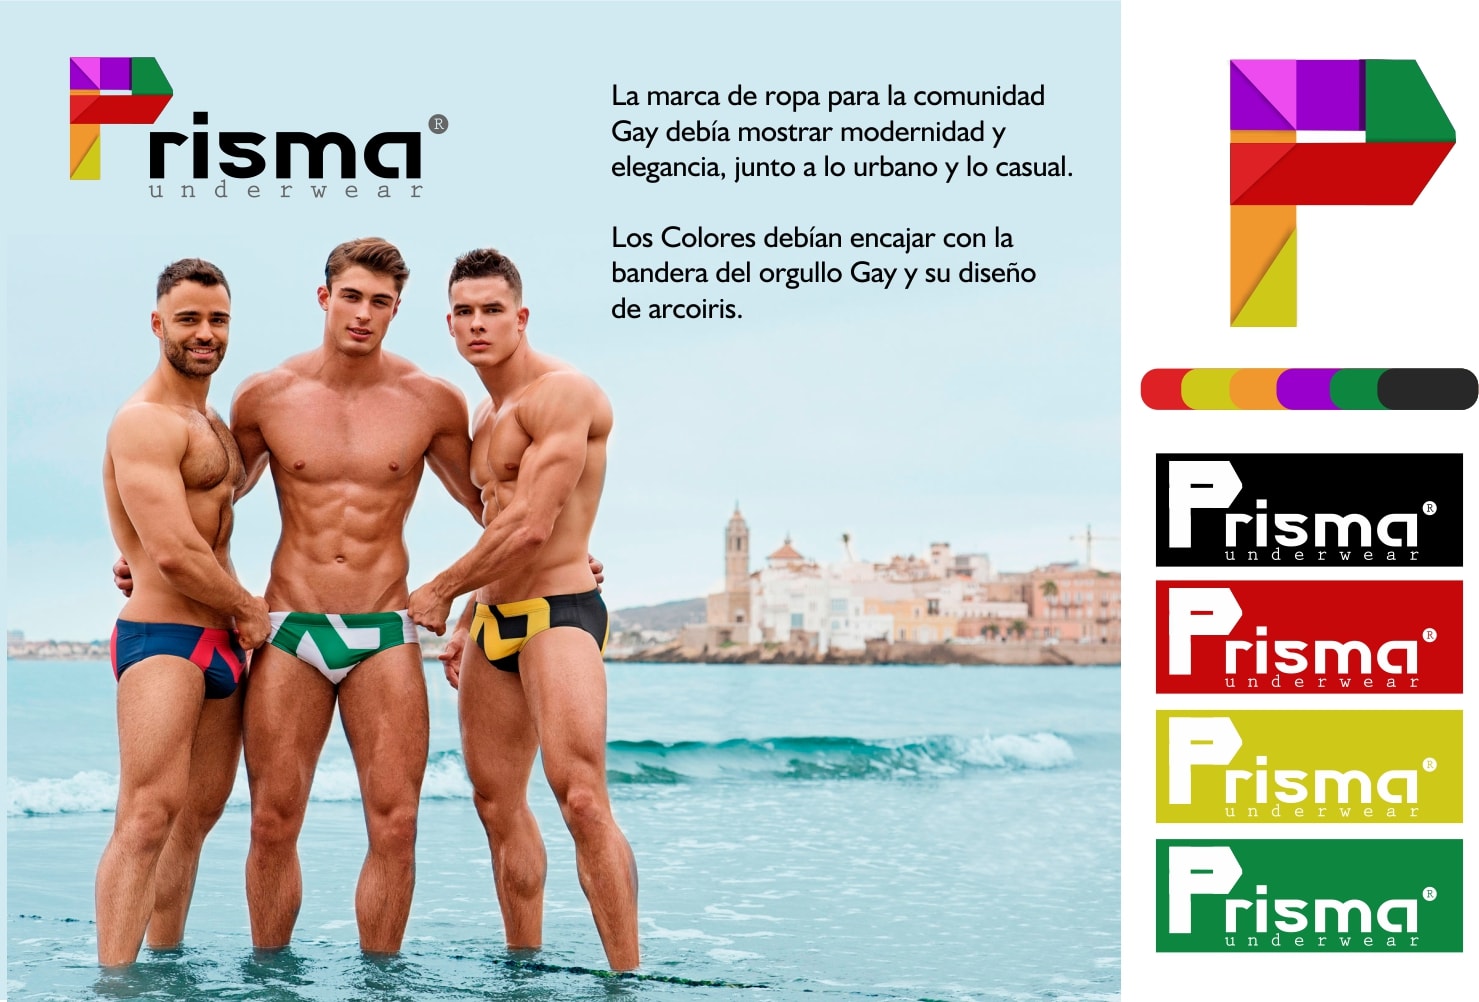 Prisma ®
underwear
La marca de ropa para la comunidad
Gay debía mostrar modernidad y
elegancia, junto a lo urbano y lo casual.
Los Colores debían encajar con la
bandera del orgullo Gay y su diseño
de arcoiris.
P
Prisma ®
underwear
Prisma ®
underwear
Prisma ®
underwear
Prisma ®
underwear